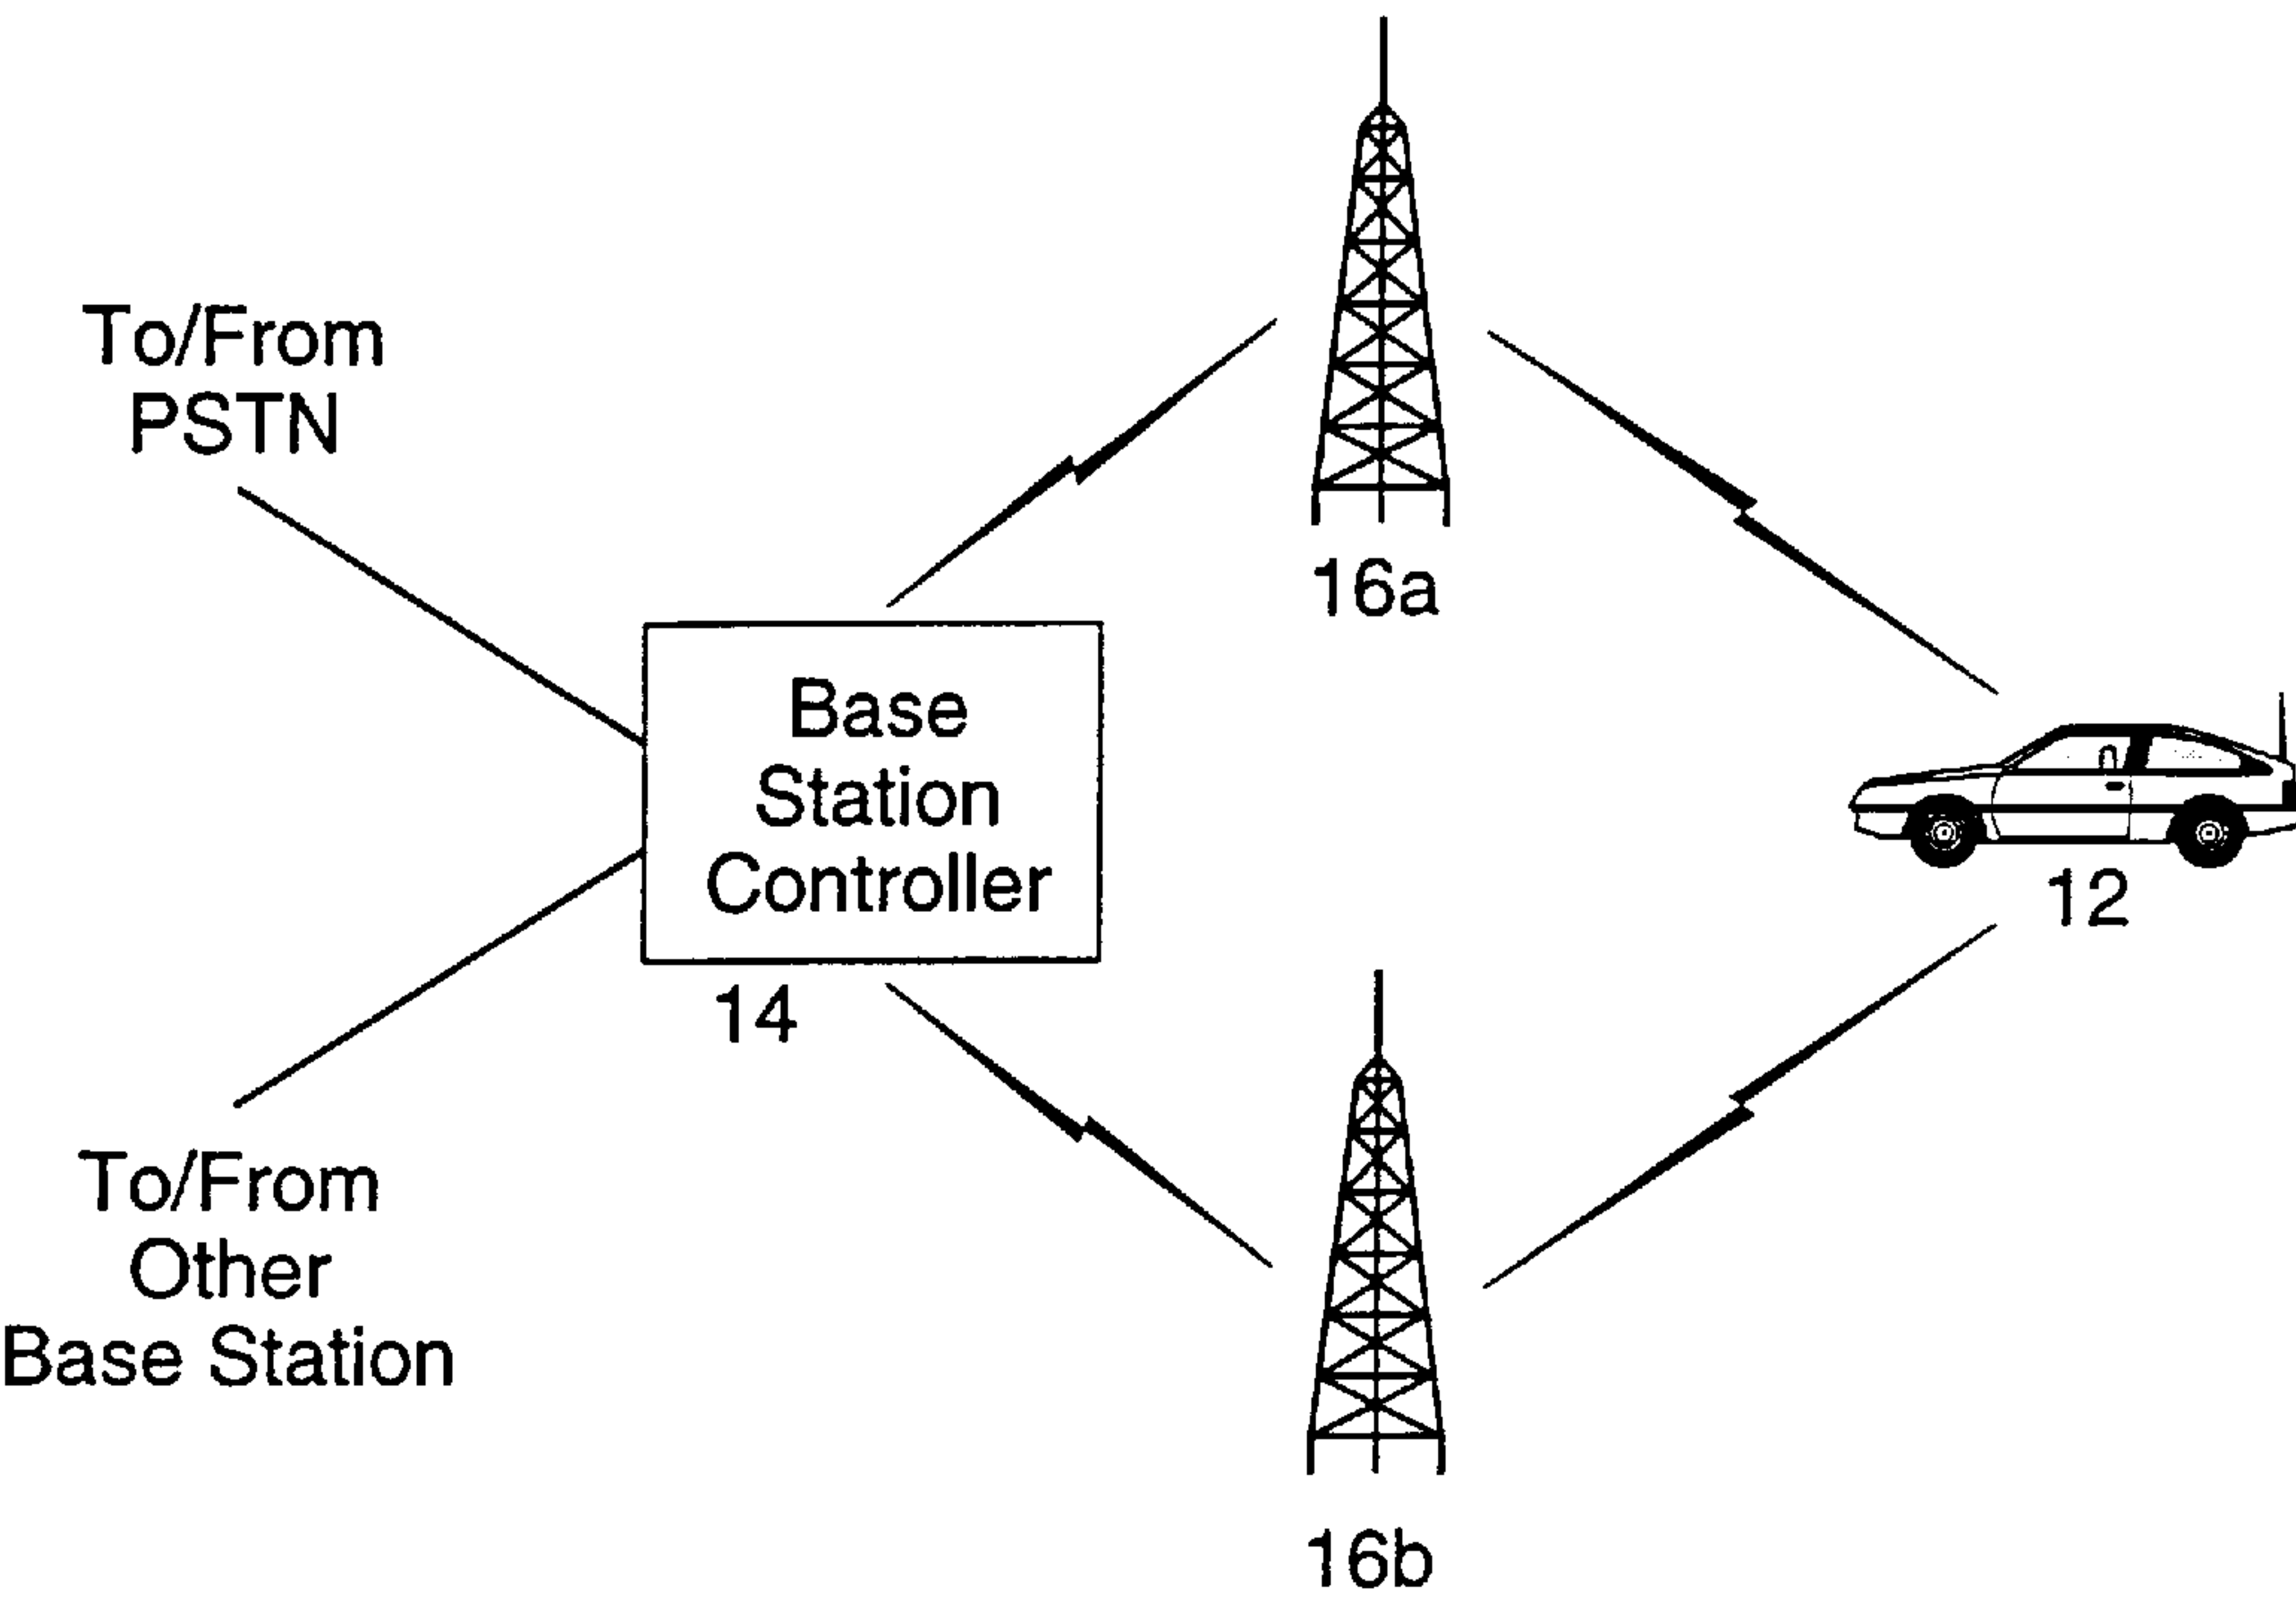 To/From
PSTN
16a
Base
Station
Controller
14
12
To/From
Other
Base Station
16b